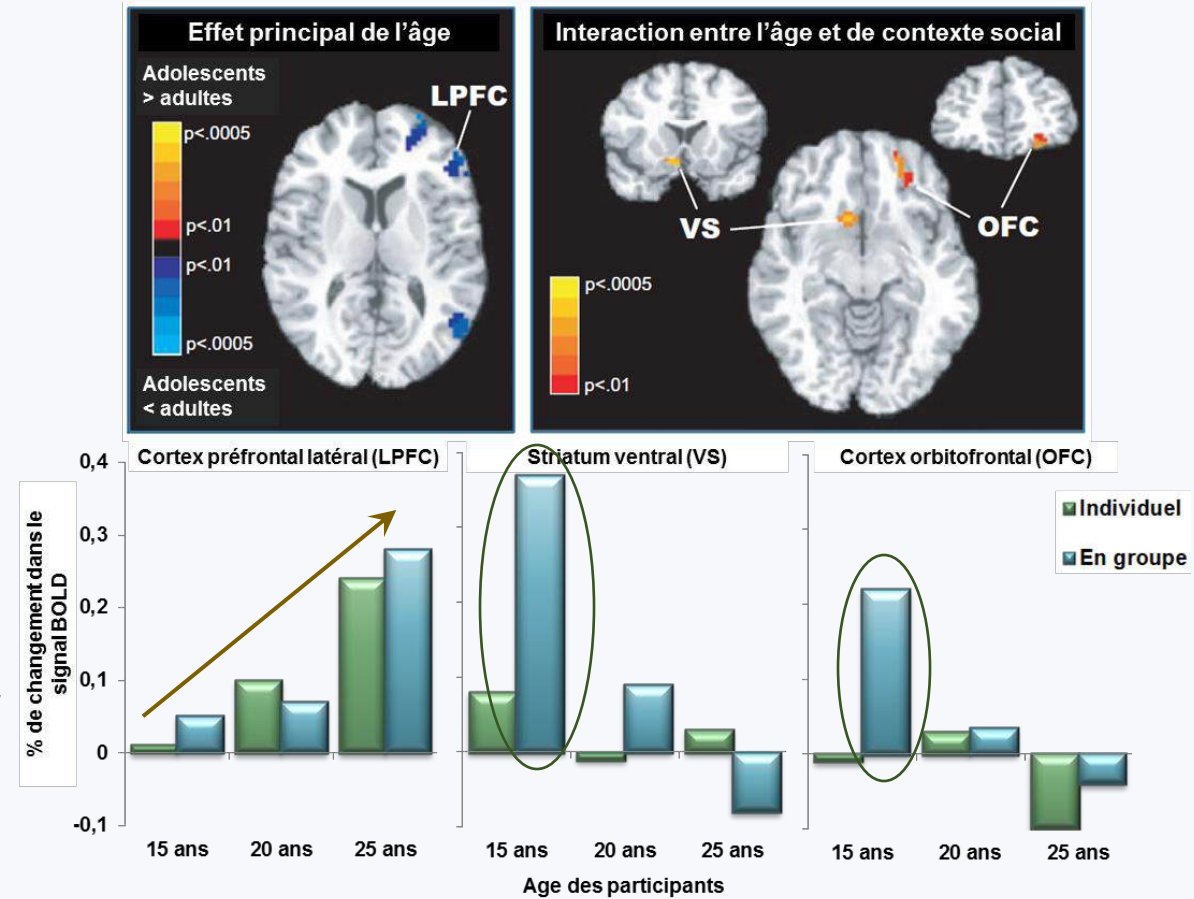 Effet principal de l'âge
Adolescents
> adultes
LPFC
p<.0005
p<.01
p<.01
p<.0005
Adolescents
< adultes
Interaction entre l'âge et de contexte social
VS
OFC
p<.0005
p<.01
Cortex préfrontal latéral (LPFC)
Striatum ventral (VS)
Cortex orbitofrontal (OFC)
% de changement dans le
signal BOLD
0,4
0,3
0,2
0,1
0
-0,1
Individuel
En groupe
15 ans 20 ans 25 ans
15 ans 20 ans 25 ans
15 ans 20 ans 25 ans
Age des participants